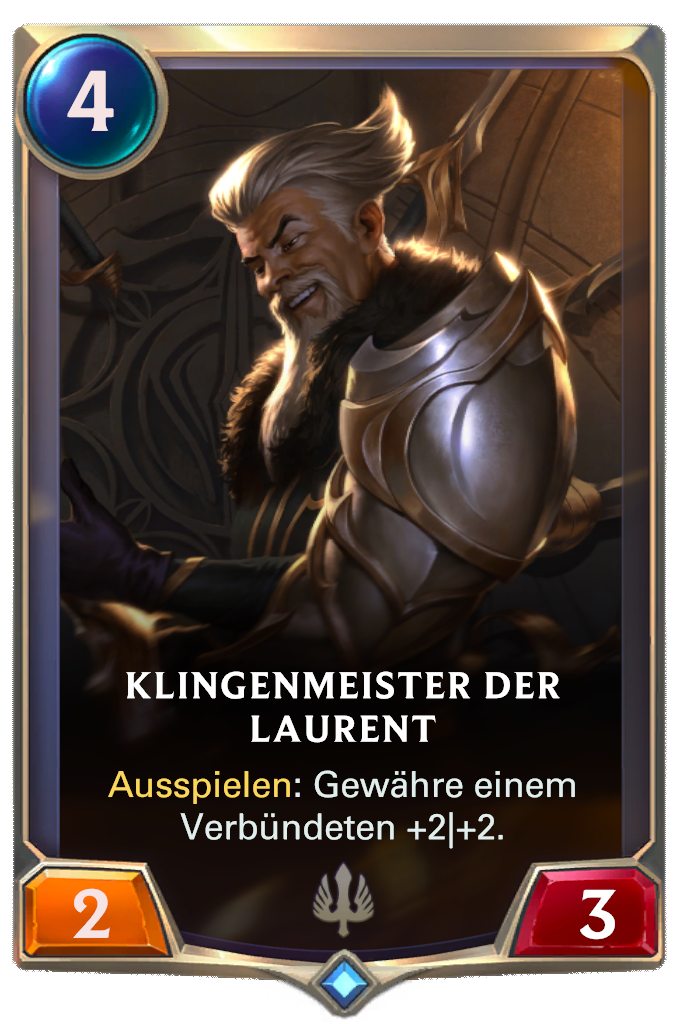 4
KLINGENMEISTER DER
LAURENT
Ausspielen: Gewähre einem
Verbündeten +2|+2.
2
3